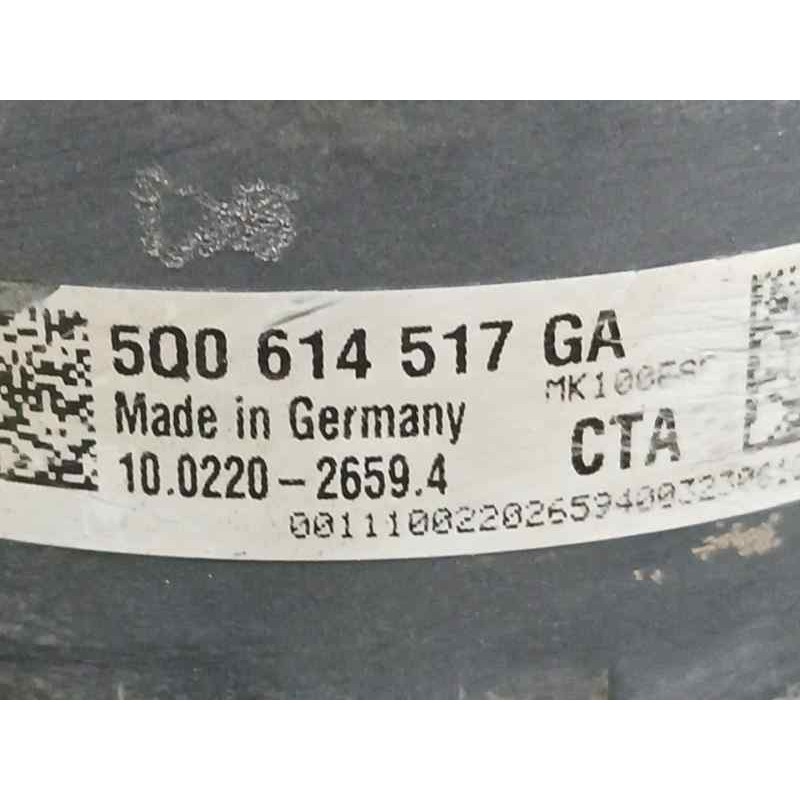 5Q0 614 517 GA
Made in Germany
CTA
10.0220-2659.4